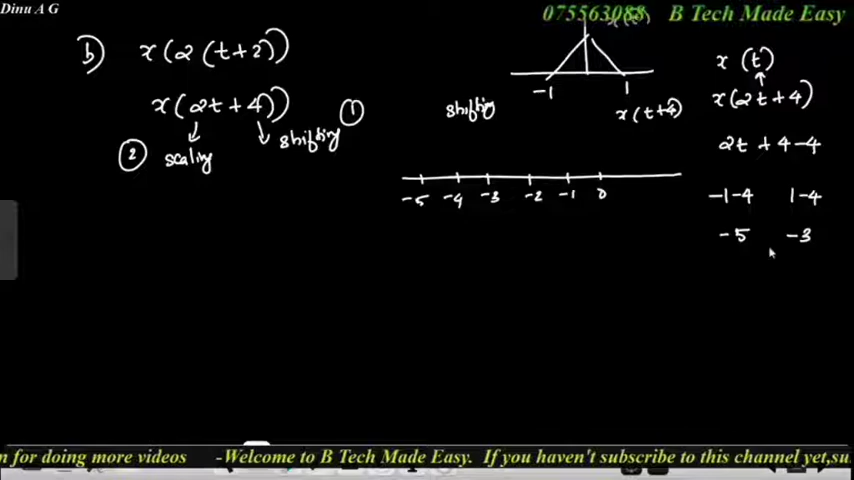 Dinu A G
075563088 B Tech Made Easy
b) x(2(t+2))
x(2t+4)) ①
② scaling
shifting
-1 1
shifting x(t+4)
-5 -4 -3 -2 -1 0
x(t)
x(2t+4)
2t+4-4
-1-4 1-4
-5 -3
n for doing more videos -Welcome to B Tech Made Easy. If you haven't subscribe to this channel yet,su